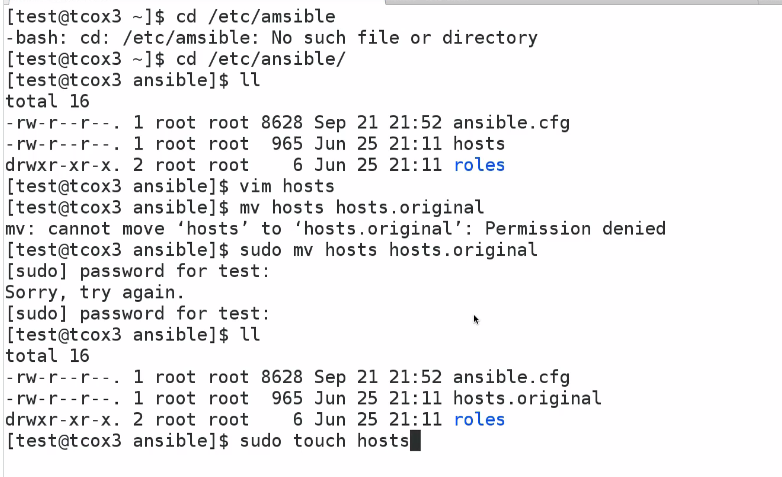 [test@tcox3 ~]$ cd /etc/amsible
-bash: cd: /etc/amsible: No such file or directory
[test@tcox3 ~]$ cd /etc/ansible/
[test@tcox3 ansible]$ ll
total 16
-rw-r--r--. 1 root root 8628 Sep 21 21:52 ansible.cfg
-rw-r--r--. 1 root root  965 Jun 25 21:11 hosts
drwxr-xr-x. 2 root root    6 Jun 25 21:11 roles
[test@tcox3 ansible]$ vim hosts
[test@tcox3 ansible]$ mv hosts hosts.original
mv: cannot move ‘hosts’ to ‘hosts.original’: Permission denied
[test@tcox3 ansible]$ sudo mv hosts hosts.original
[sudo] password for test:
Sorry, try again.
[sudo] password for test:
[test@tcox3 ansible]$ ll
total 16
-rw-r--r--. 1 root root 8628 Sep 21 21:52 ansible.cfg
-rw-r--r--. 1 root root  965 Jun 25 21:11 hosts.original
drwxr-xr-x. 2 root root    6 Jun 25 21:11 roles
[test@tcox3 ansible]$ sudo touch hosts